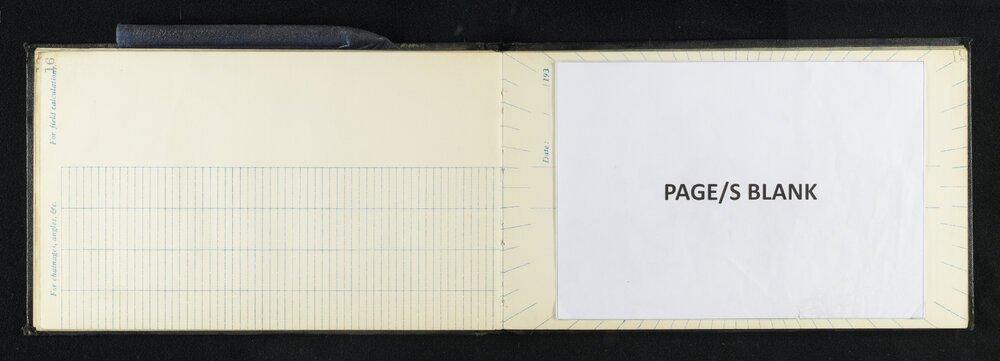 16
For field calculations
For chainages, angles, &c.
Date: 193
PAGE/S BLANK